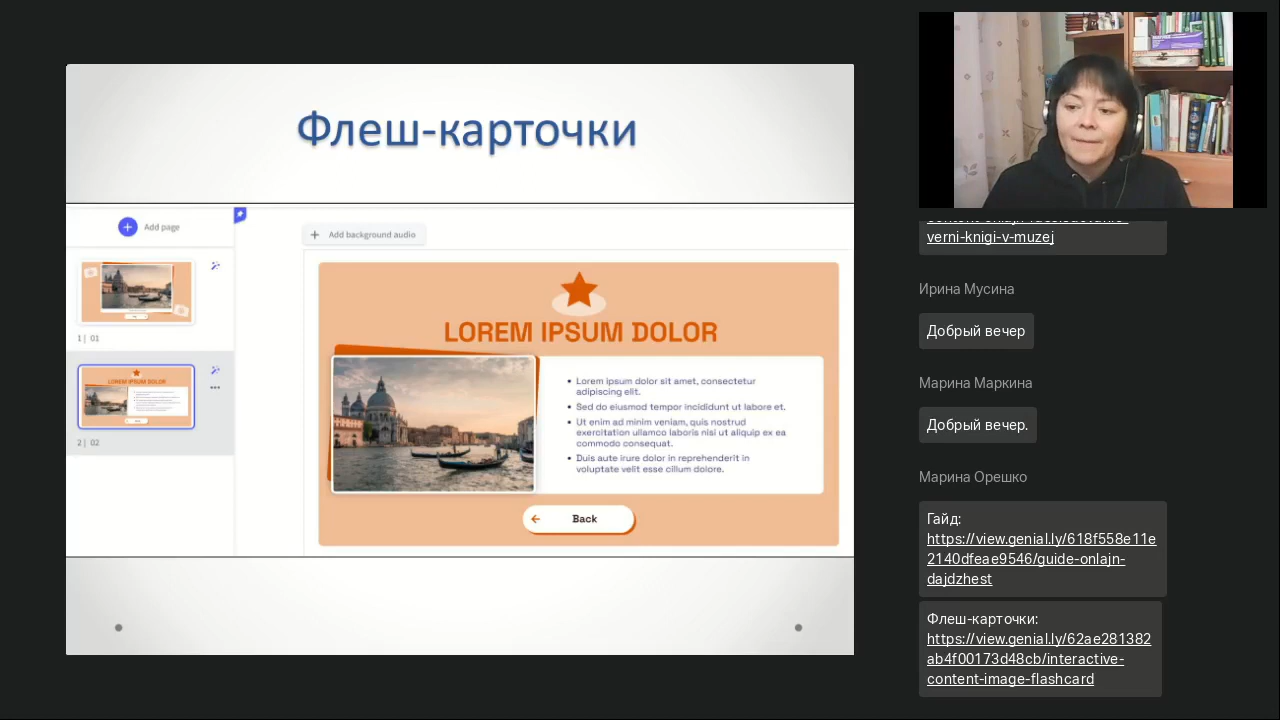 Флеш-карточки
Add page
Add background audio
1 | 01
2 | 02
LOREM IPSUM DOLOR
LOREM IPSUM DOLOR
• Lorem ipsum dolor sit amet, consectetur
adipiscing elit.
• Sed do eiusmod tempor incididunt ut labore et.
• Ut enim ad minim veniam, quis nostrud
exercitation ullamco laboris nisi ut aliquip ex ea
commodo consequat.
• Duis aute irure dolor in reprehenderit in
voluptate velit esse cillum dolore.
Back
verni-knigi-v-muzej
Ирина Мусина
Добрый вечер
Марина Маркина
Добрый вечер.
Марина Орешко
Гайд:
https://view.genial.ly/618f558e11e
2140dfeae9546/guide-onlajn-
dajdzhest
Флеш-карточки:
https://view.genial.ly/62ae281382
ab4f00173d48cb/interactive-
content-image-flashcard